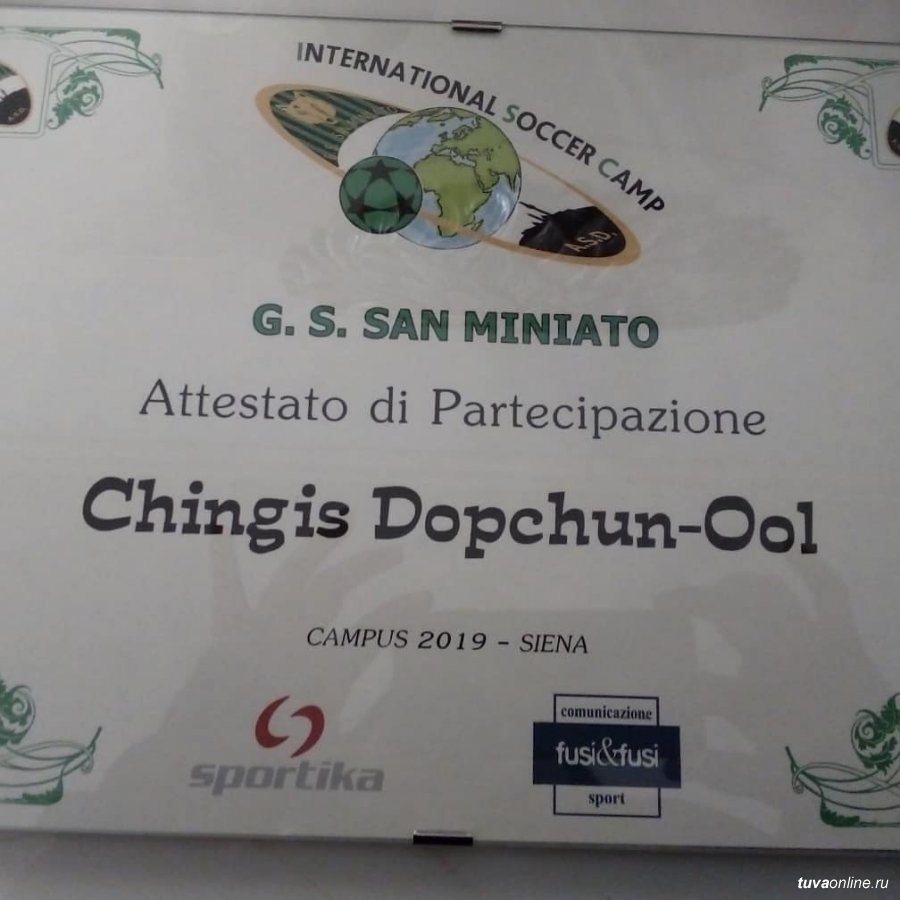 INTERNATIONAL SOCCER CAMP
A.S.D.
G. S. SAN MINIATO
Attestato di Partecipazione
Chingis Dopchun-Ool
CAMPUS 2019 - SIENA
sportika
comunicazione
fusi&fusi
sport
tuvaonline.ru